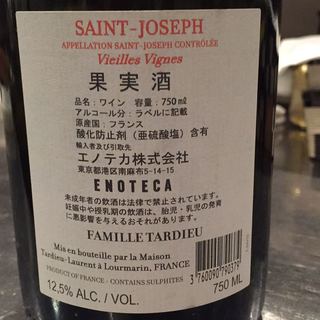 SAINT-JOSEPH
APPELLATION SAINT-JOSEPH CONTRÔLÉE
Vieilles Vignes
果実酒
品名：ワイン 容量：750㎖
アルコール分：ラベルに記載
原産国：フランス
酸化防止剤（亜硫酸塩）含有
輸入者及び引取先
エノテカ株式会社
東京都港区南麻布5-14-15
ENOTECA
未成年者の飲酒は法律で禁止されています。
妊娠中や授乳期の飲酒は、胎児・乳児の発育
に悪影響を与えるおそれがあります。
FAMILLE TARDIEU
Mis en bouteille par la Maison
Tardieu-Laurent à Lourmarin, FRANCE
PRODUCT OF FRANCE - CONTAINS SULPHITES
12,5% ALC. / VOL.
750 ML
3 760090 790379